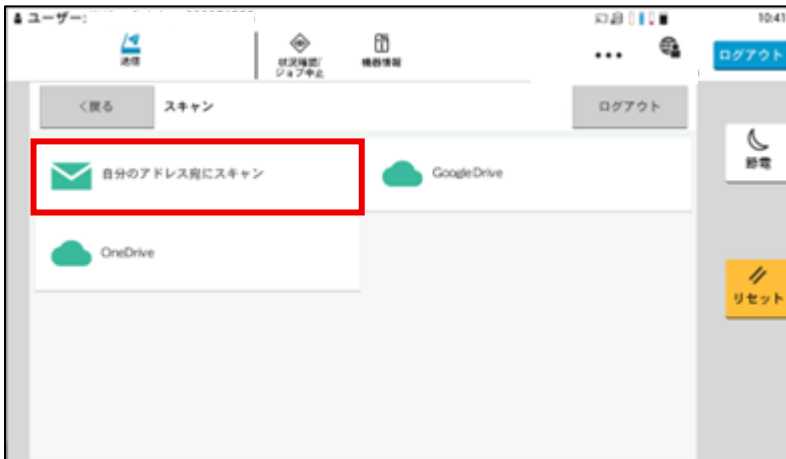 ユーザー:
10:41
送信
状況確認/
ジョブ中止
機器情報
ログアウト
く戻る
スキャン
ログアウト
自分のアドレス宛にスキャン
Google Drive
節電
OneDrive
リセット